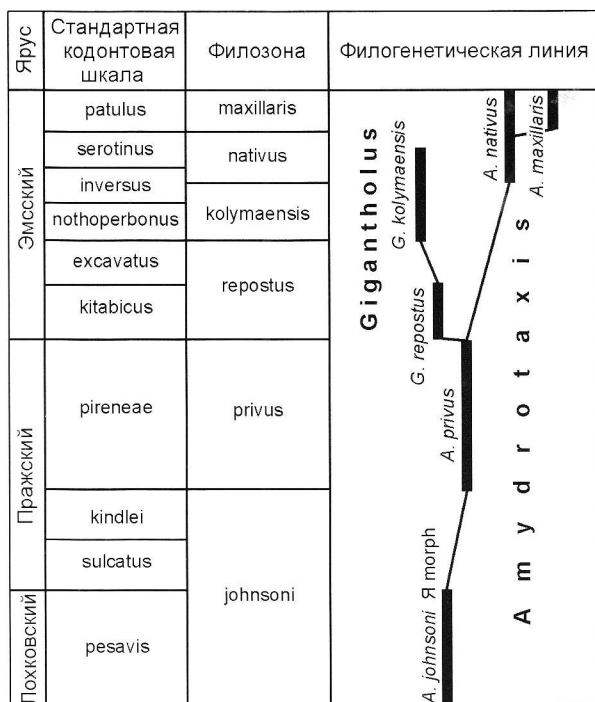 Ярус
Стандартная
кодонтовая
шкала
Филозона
Филогенетическая линия
Эмсский
Пражский
Лохковский
patulus
serotinus
inversus
nothoperbonus
excavatus
kitabicus
pireneae
kindlei
sulcatus
pesavis
maxillaris
nativus
kolymaensis
repostus
privus
johnsoni
Gigantholus
G. kolymaensis
G. repostus
A. privus
A. johnsoni Я morph
A. nativus
A. maxillaris
Amydrotaxis